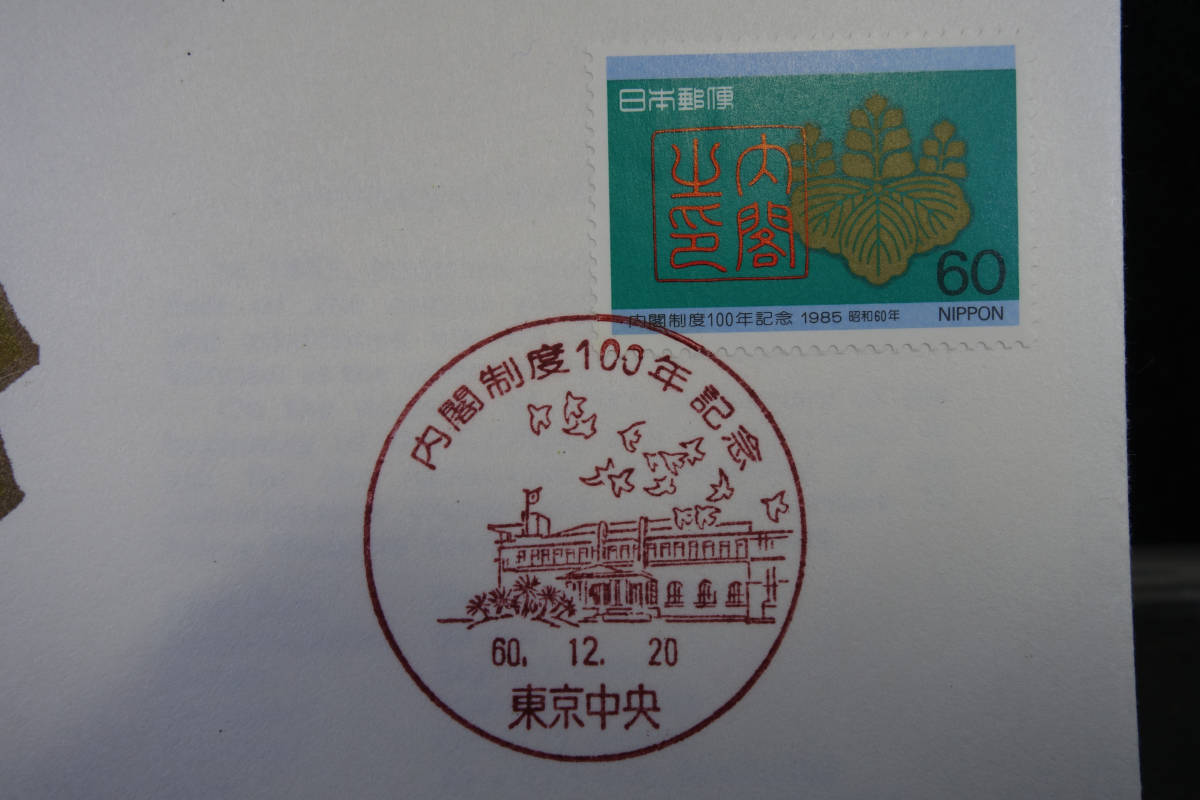 日本郵便
内閣
之印
60
内閣制度100年記念 1985 昭和60年 NIPPON
内閣制度100年記念
60. 12. 20
東京中央